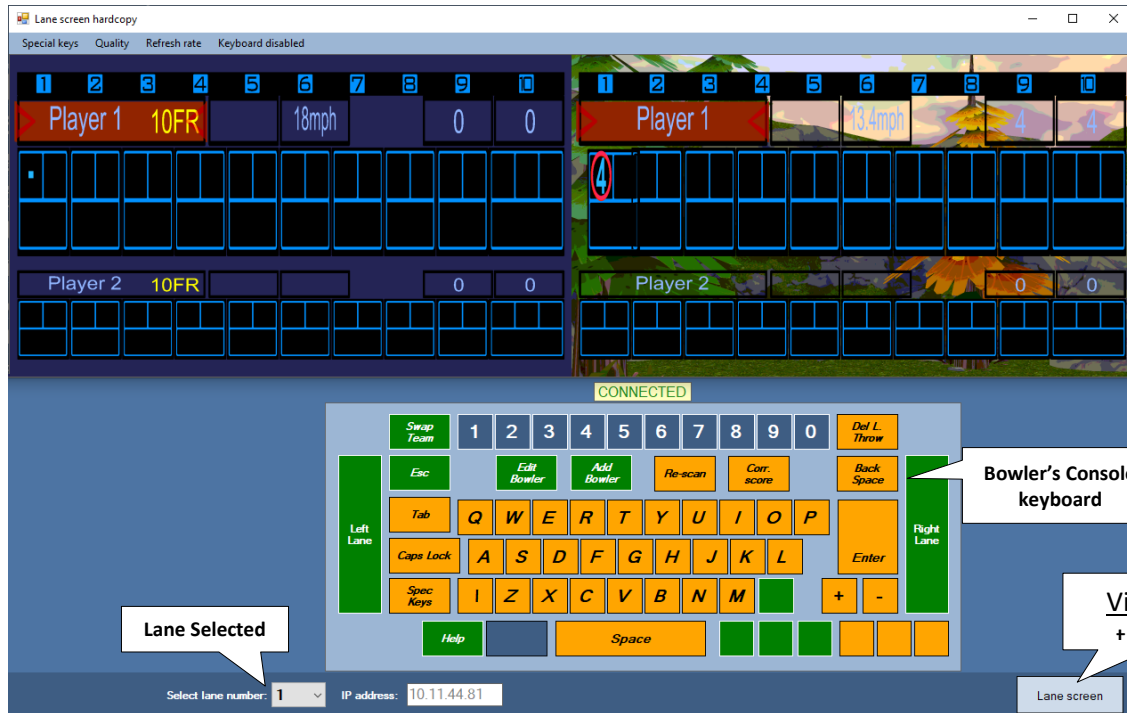 Lane screen hardcopy
Special keys Quality Refresh rate Keyboard disabled
1 2 3 4 5 6 7 8 9 10 1 2 3 4 5 6 7 8 9 10
Player 1 10FR 18mph 0 0 Player 1 13.4mph 4 4
4
Player 2 10FR 0 0 Player 2 0 0
CONNECTED
Swap Team 1 2 3 4 5 6 7 8 9 0 Del L. Throw
Esc Edit Bowler Add Bowler Re-scan Corr. score Back Space
Bowler's Console
keyboard
Left Lane Tab Q W E R T Y U I O P Enter Right Lane
Caps Lock A S D F G H J K L
Spec Keys \ Z X C V B N M + -
Help Space
Lane Selected
Vi
Select lane number: 1 IP address: 10.11.44.81 Lane screen